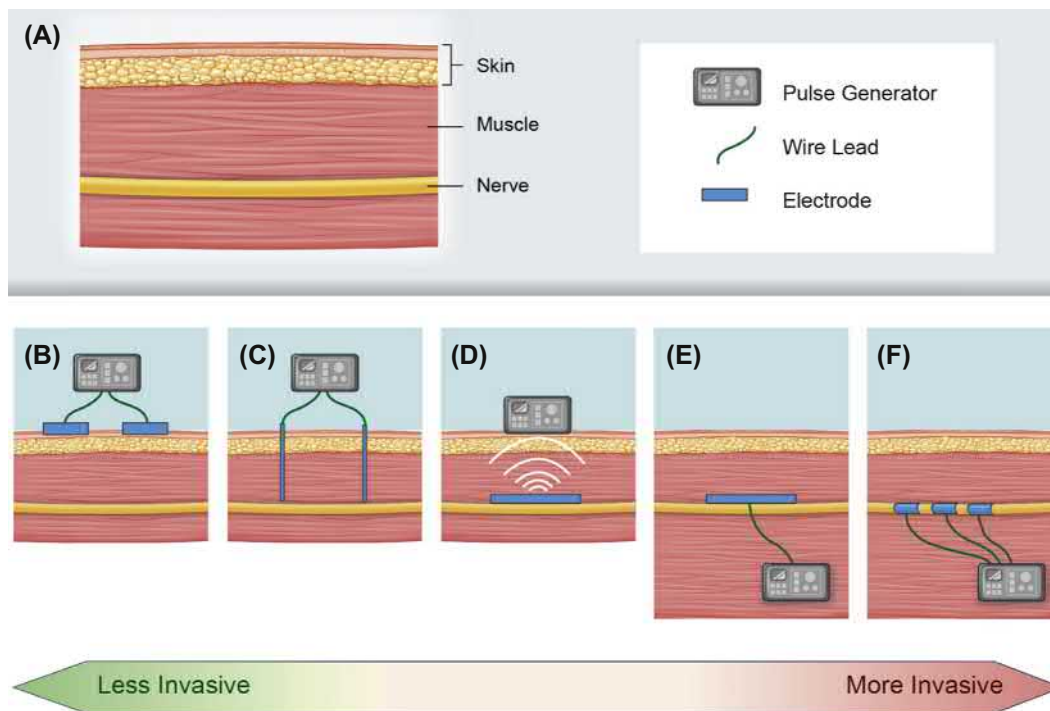 (A)
Skin
Muscle
Nerve
Pulse Generator
Wire Lead
Electrode
(B)
(C)
(D)
(E)
(F)
Less Invasive
More Invasive